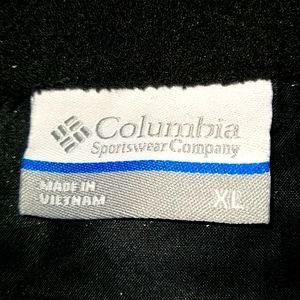 Columbia
Sportswear Company
MADE IN
VIETNAM
XL